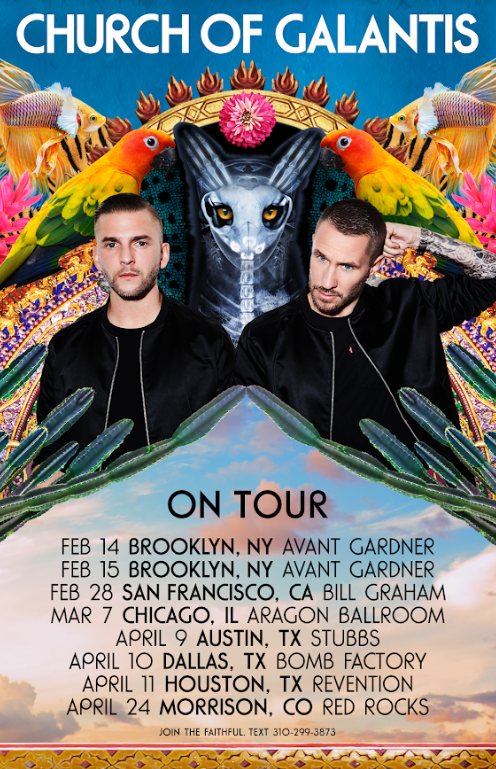 CHURCH OF GALANTIS
ON TOUR
FEB 14 BROOKLYN, NY AVANT GARDNER
FEB 15 BROOKLYN, NY AVANT GARDNER
FEB 28 SAN FRANCISCO, CA BILL GRAHAM
MAR 7 CHICAGO, IL ARAGON BALLROOM
APRIL 9 AUSTIN, TX STUBBS
APRIL 10 DALLAS, TX BOMB FACTORY
APRIL 11 HOUSTON, TX REVENTION
APRIL 24 MORRISON, CO RED ROCKS
JOIN THE FAITHFUL. TEXT 310-299-3873